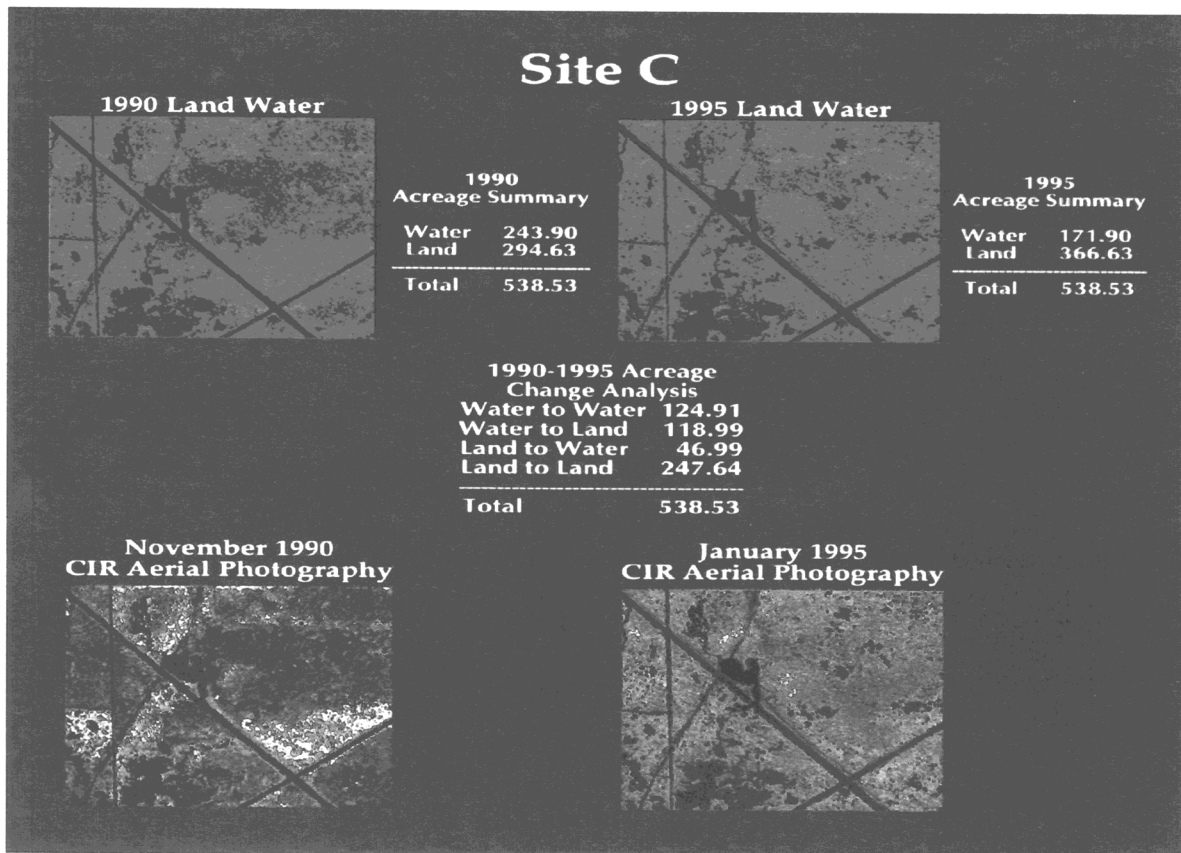 Site C
1990 Land Water
1990
Acreage Summary
Water 243.90
Land 294.63
Total 538.53
1995 Land Water
1995
Acreage Summary
Water 171.90
Land 366.63
Total 538.53
1990-1995 Acreage
Change Analysis
Water to Water 124.91
Water to Land 118.99
Land to Water 46.99
Land to Land 247.64
Total 538.53
November 1990
CIR Aerial Photography
January 1995
CIR Aerial Photography